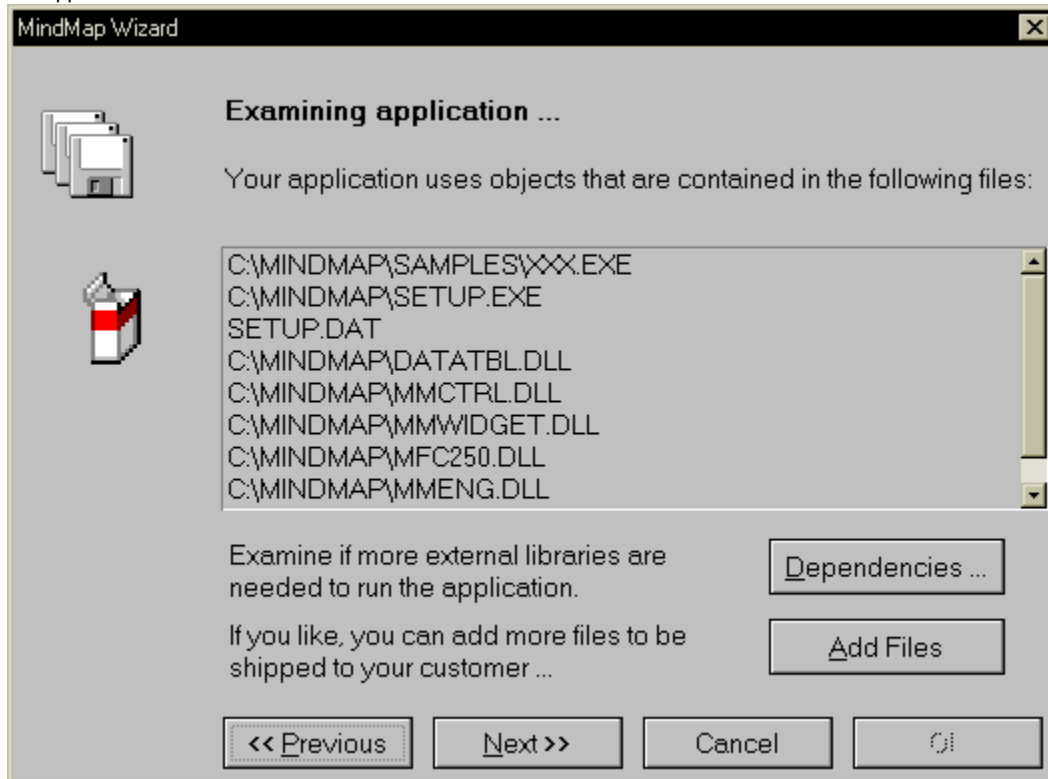 MindMap Wizard
Examining application ...
Your application uses objects that are contained in the following files:
C:\MINDMAP\SAMPLES\XXX.EXE
C:\MINDMAP\SETUP.EXE
SETUP.DAT
C:\MINDMAP\DATATBL.DLL
C:\MINDMAP\MMCTRL.DLL
C:\MINDMAP\MMWIDGET.DLL
C:\MINDMAP\MFC250.DLL
C:\MINDMAP\MMENG.DLL
Examine if more external libraries are
needed to run the application.
Dependencies ...
If you like, you can add more files to be
shipped to your customer ...
Add Files
<< Previous
Next >>
Cancel